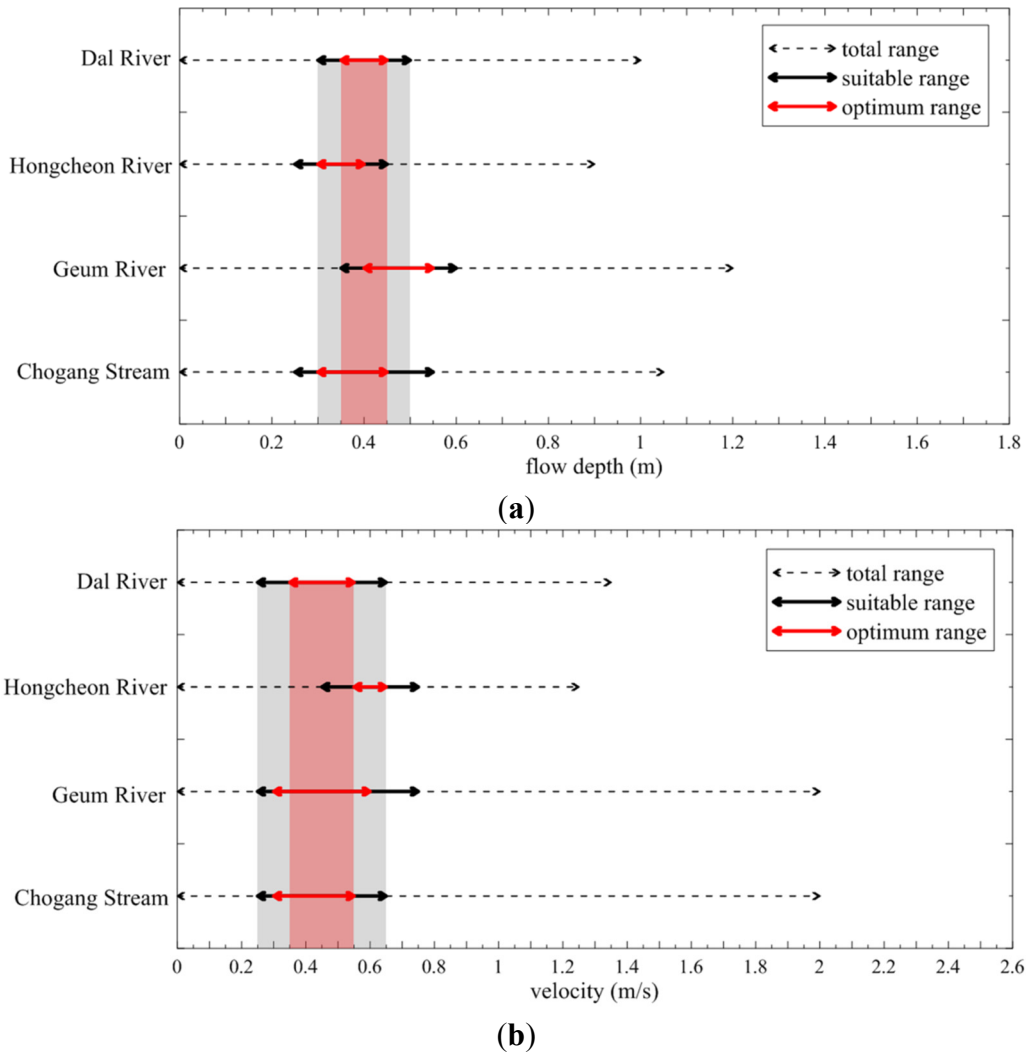 Dal River
Hongcheon River
Geum River
Chogang Stream
total range
suitable range
optimum range
0 0.2 0.4 0.6 0.8 1 1.2 1.4 1.6 1.8
flow depth (m)
(a)
Dal River
Hongcheon River
Geum River
Chogang Stream
total range
suitable range
optimum range
0 0.2 0.4 0.6 0.8 1 1.2 1.4 1.6 1.8 2 2.2 2.4 2.6
velocity (m/s)
(b)